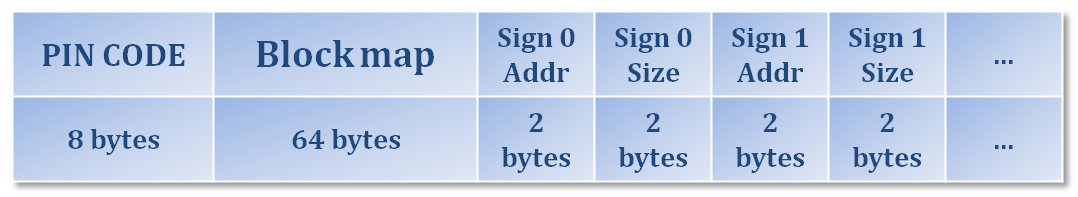 PIN CODE
Block map
Sign 0
Addr
Sign 0
Size
Sign 1
Addr
Sign 1
Size
...
8 bytes
64 bytes
2
bytes
2
bytes
2
bytes
2
bytes
...